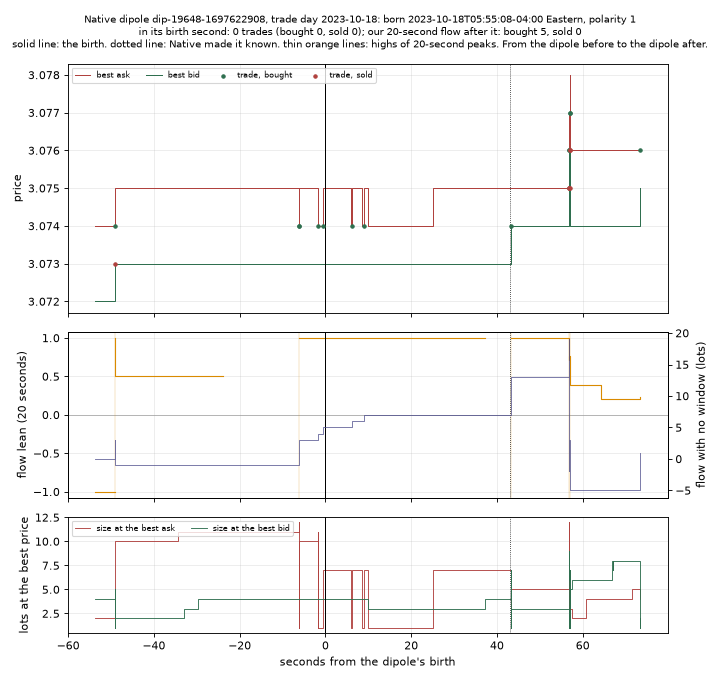 Native dipole dip-19648-1697622908, trade day 2023-10-18: born 2023-10-18T05:55:08-04:00 Eastern, polarity 1
in its birth second: 0 trades (bought 0, sold 0); our 20-second flow after it: bought 5, sold 0
solid line: the birth. dotted line: Native made it known. thin orange lines: highs of 20-second peaks. From the dipole before to the dipole after.
best ask
best bid
trade, bought
trade, sold
3.078
3.077
3.076
3.075
3.074
3.073
3.072
price
1.0
0.5
0.0
−0.5
−1.0
flow lean (20 seconds)
20
15
10
5
0
−5
flow with no window (lots)
size at the best ask
size at the best bid
12.5
10.0
7.5
5.0
2.5
lots at the best price
−60
−40
−20
0
20
40
60
seconds from the dipole's birth